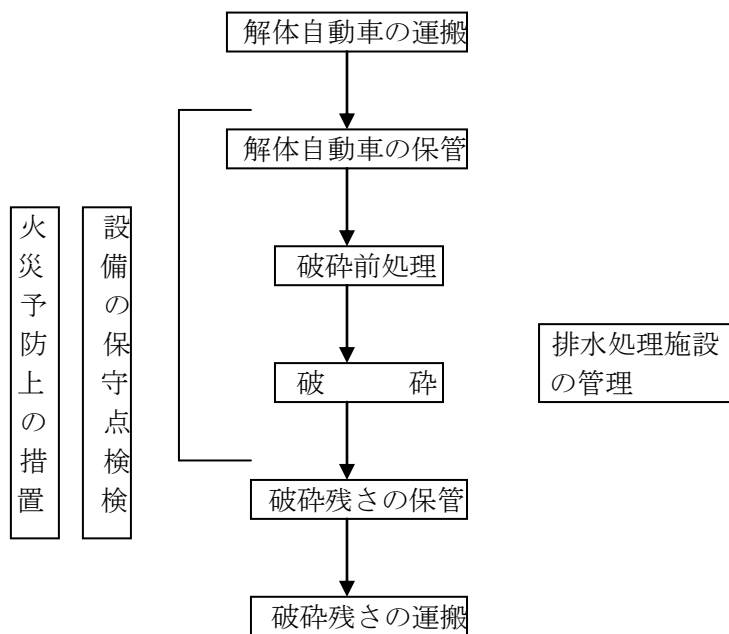 解体自動車の運搬
解体自動車の保管
火災予防上の措置
設備の保守点検検
破砕前処理
排水処理施設
の管理
破　　砕
破砕残さの保管
破砕残さの運搬